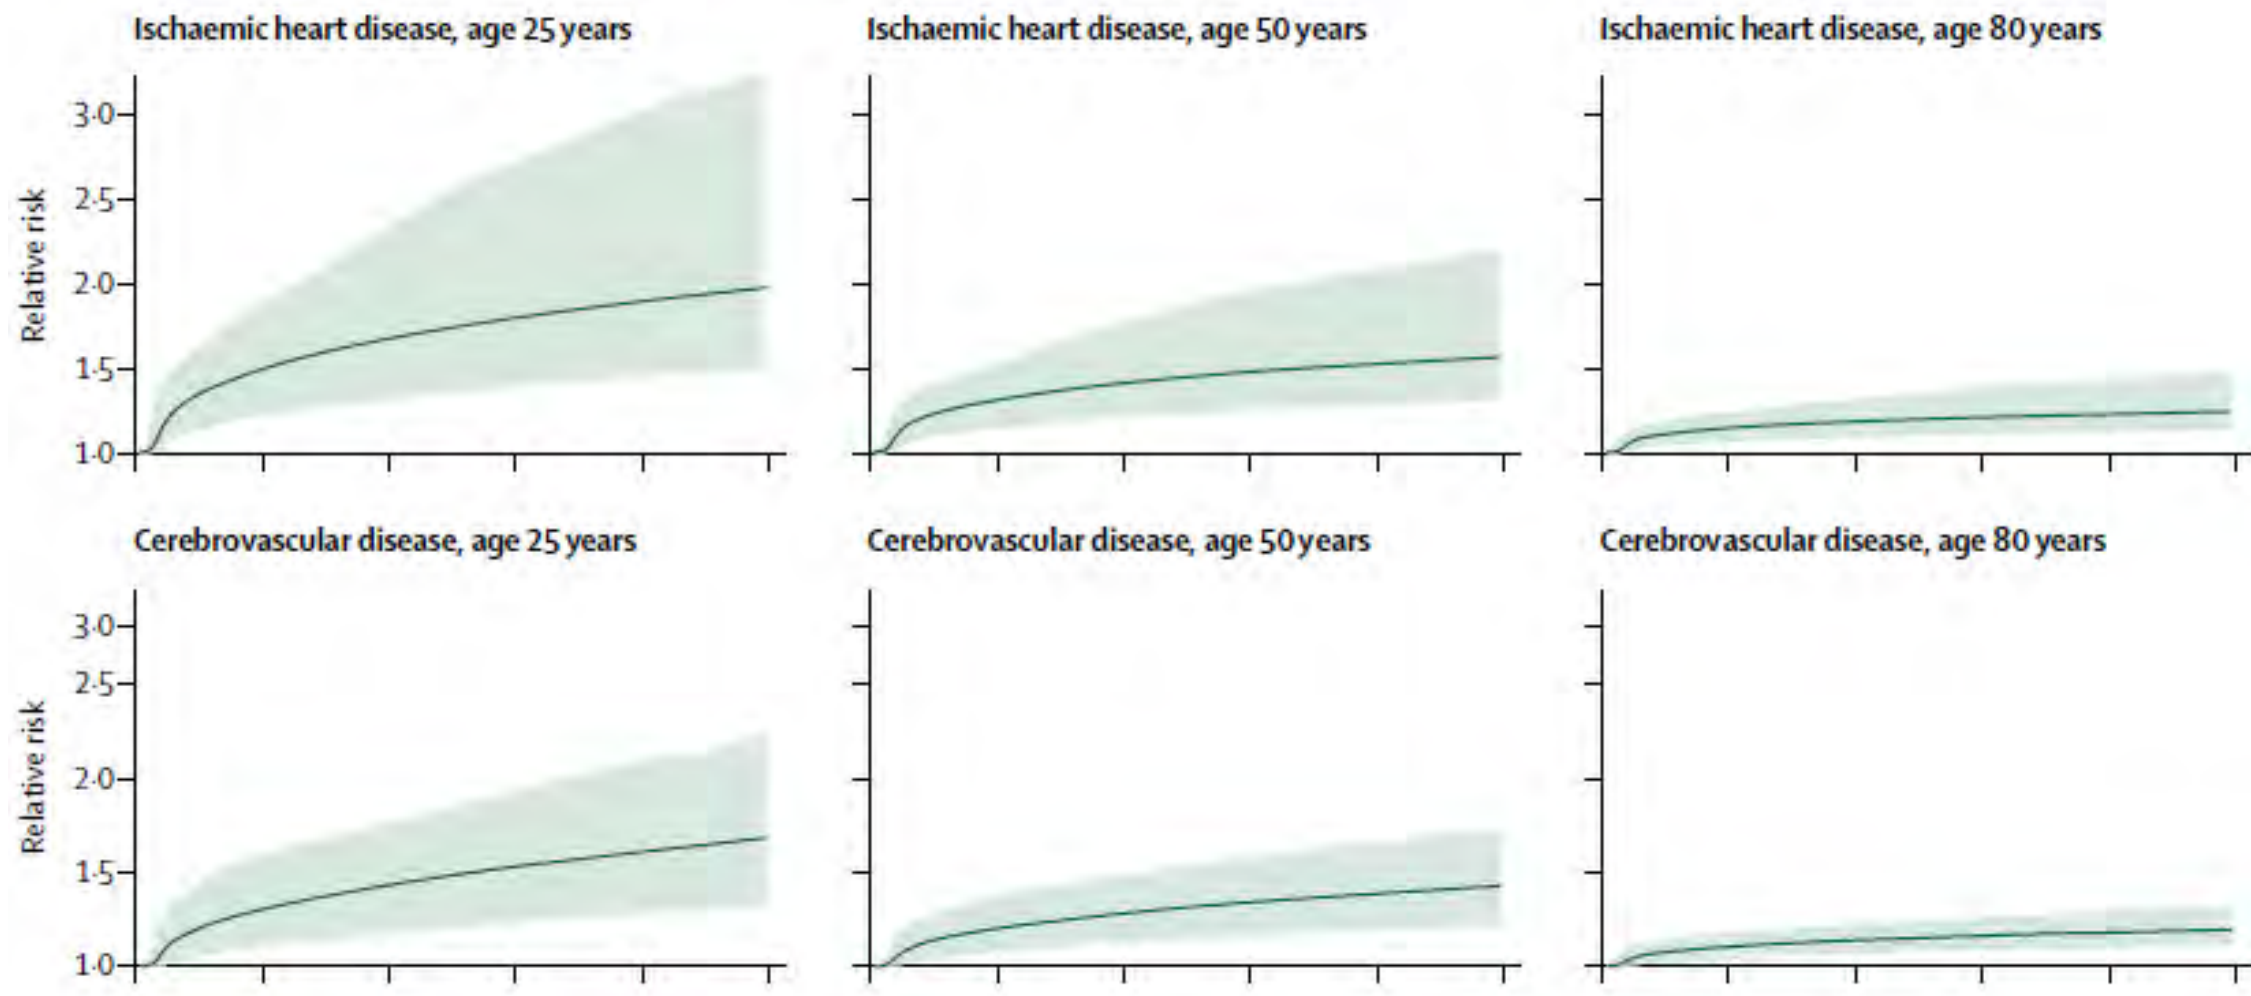 Ischaemic heart disease, age 25 years
Ischaemic heart disease, age 50 years
Ischaemic heart disease, age 80 years
Relative risk
3·0
2·5
2·0
1·5
1·0
Cerebrovascular disease, age 25 years
Cerebrovascular disease, age 50 years
Cerebrovascular disease, age 80 years
Relative risk
3·0
2·5
2·0
1·5
1·0